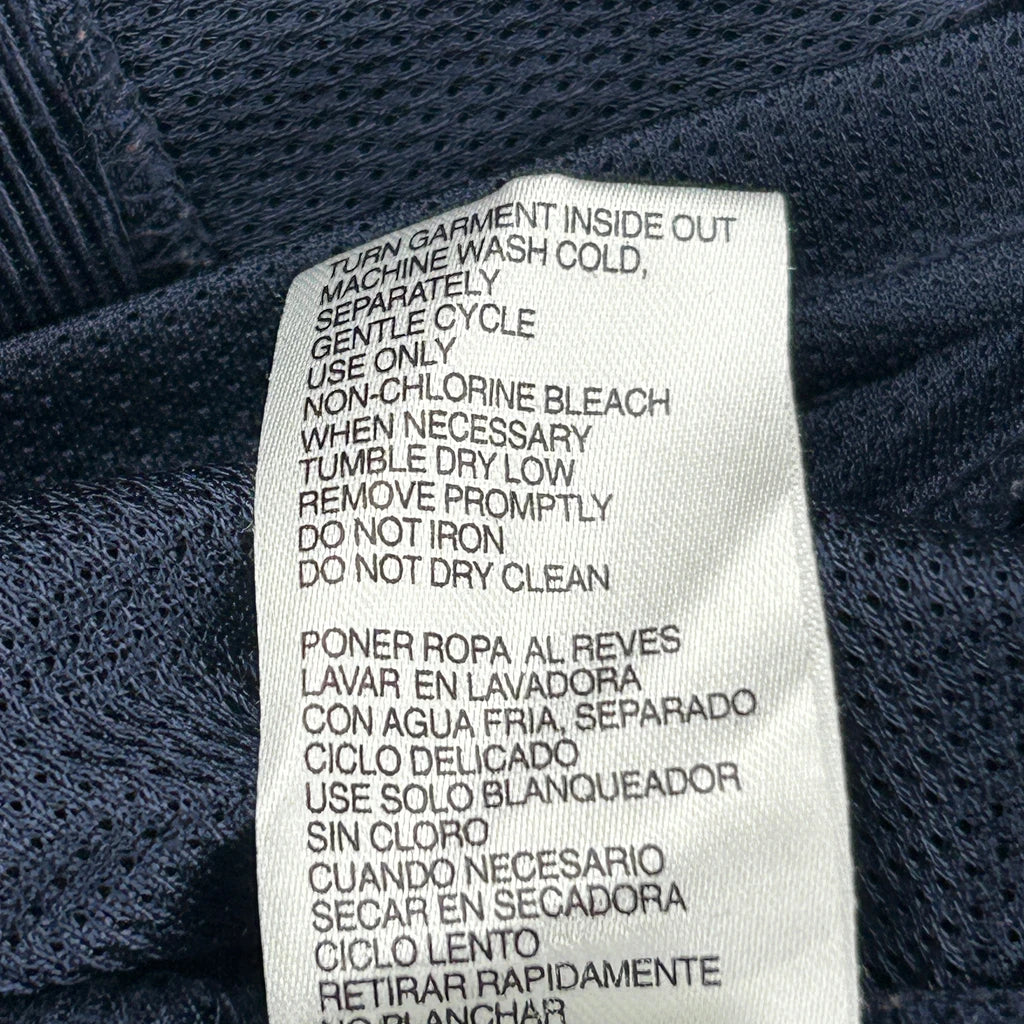 TURN GARMENT INSIDE OUT
MACHINE WASH COLD,
SEPARATELY
GENTLE CYCLE
USE ONLY
NON-CHLORINE BLEACH
WHEN NECESSARY
TUMBLE DRY LOW
REMOVE PROMPTLY
DO NOT IRON
DO NOT DRY CLEAN
PONER ROPA AL REVES
LAVAR EN LAVADORA
CON AGUA FRIA, SEPARADO
CICLO DELICADO
USE SOLO BLANQUEADOR
SIN CLORO
CUANDO NECESARIO
SECAR EN SECADORA
CICLO LENTO
RETIRAR RAPIDAMENTE
NO PLANCHAR